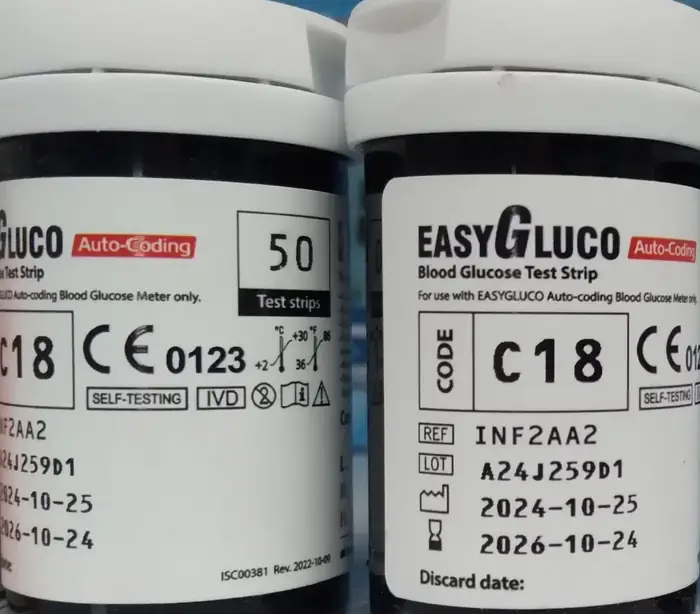 GLUCO Auto-Coding
Test Strip
Auto-coding Blood Glucose Meter only.
50
Test strips
C18
CE 0123
°C +30 °F 86
+2 36
SELF-TESTING IVD 2 i
NF2AA2
A24J259D1
2024-10-25
2026-10-24
ISC00381 Rev. 2022-10-09
EASYGLUCO Auto-Coding
Blood Glucose Test Strip
For use with EASYGLUCO Auto-coding Blood Glucose Meter only
CODE C18
CE 012
SELF-TESTING
REF INF2AA2
LOT A24J259D1
2024-10-25
2026-10-24
Discard date: